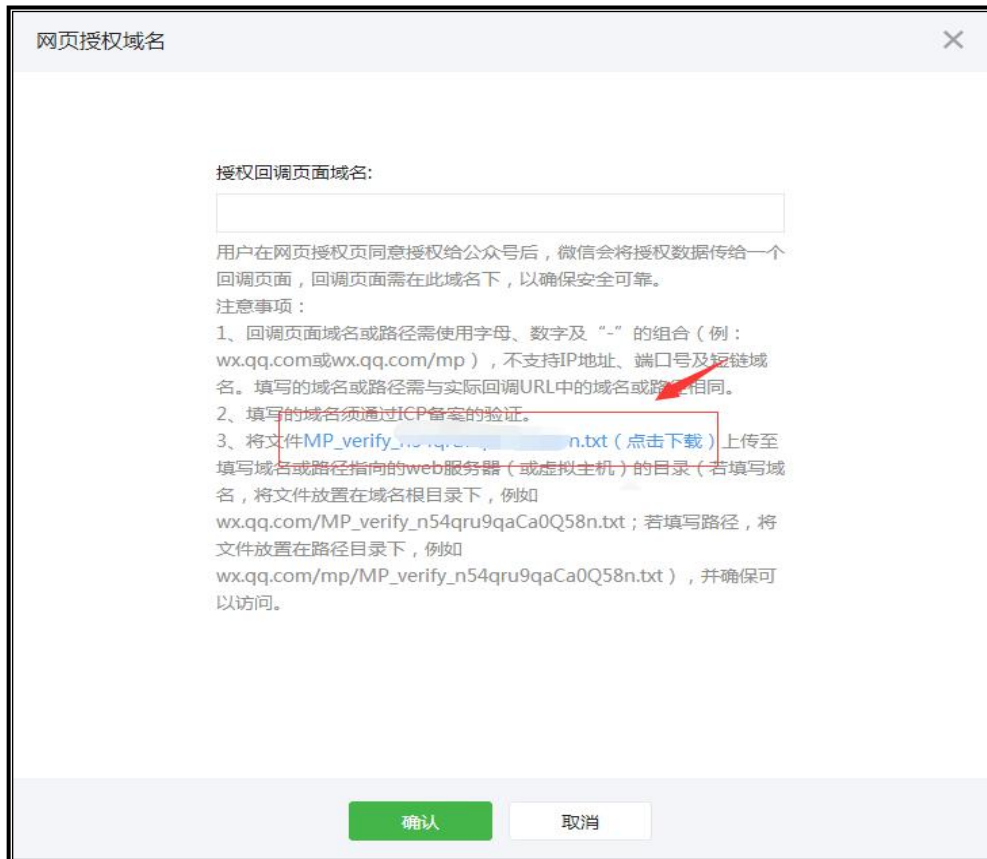 网页授权域名
授权回调页面域名:
用户在网页授权页同意授权给公众号后，微信会将授权数据传给一个
回调页面，回调页面需在此域名下，以确保安全可靠。
注意事项：
1、回调页面域名或路径需使用字母、数字及“-”的组合（例：
wx.qq.com或wx.qq.com/mp），不支持IP地址、端口号及短链域
名。填写的域名或路径需与实际回调URL中的域名或路径相同。
2、填写的域名须通过ICP备案的验证。
3、将文件MP_verify_ n.txt（点击下载）上传至
填写域名或路径指向的web服务器（或虚拟主机）的目录（若填写域
名，将文件放置在域名根目录下，例如
wx.qq.com/MP_verify_n54qru9qaCa0Q58n.txt；若填写路径，将
文件放置在路径目录下，例如
wx.qq.com/mp/MP_verify_n54qru9qaCa0Q58n.txt），并确保可
以访问。
确认
取消